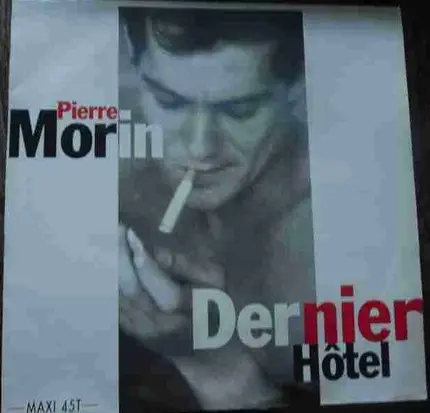 Pierre
Morin
Dernier
Hôtel
MAXI 45T